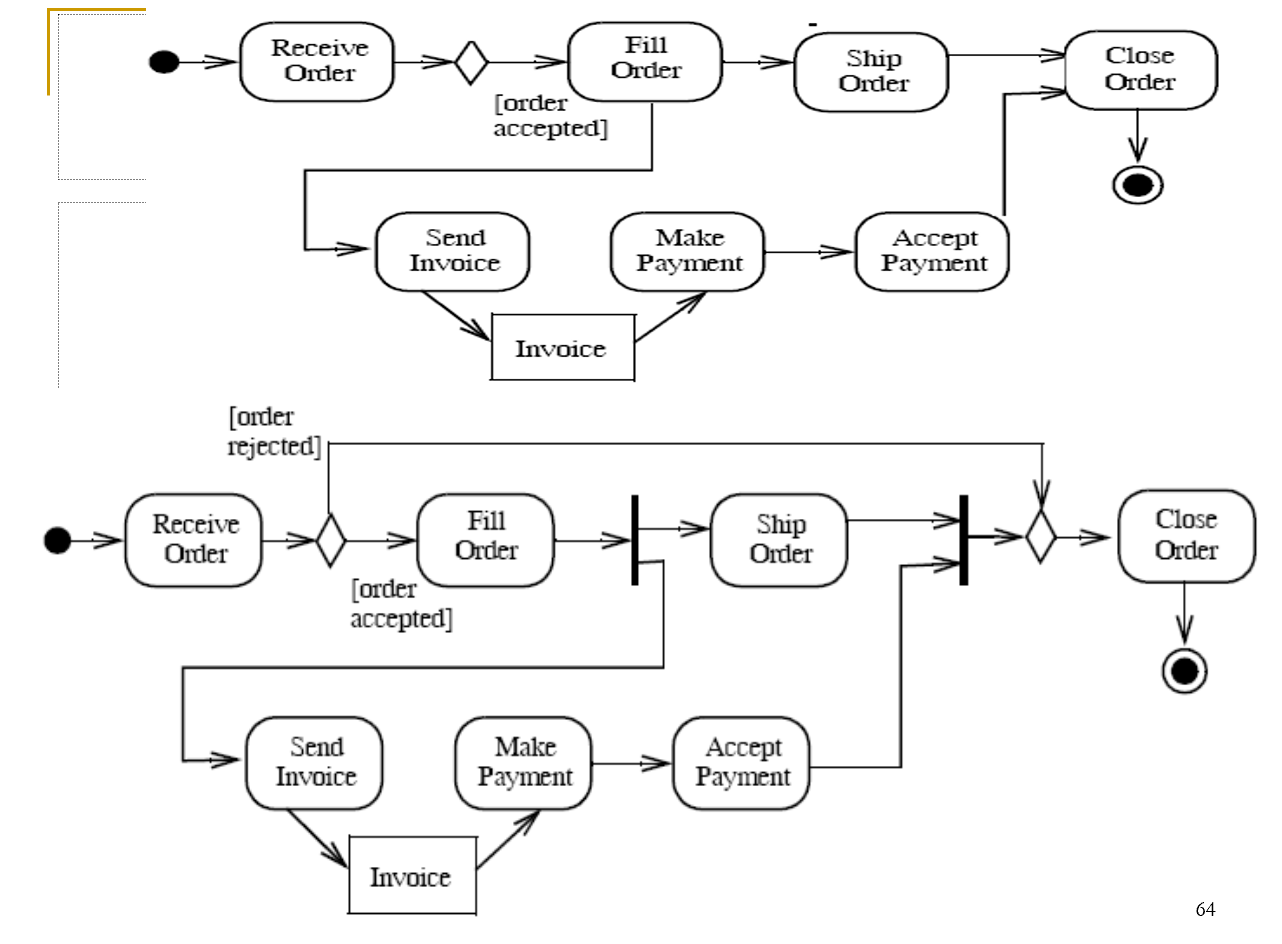 Receive
Order
Fill
Order
Ship
Order
Close
Order
[order
accepted]
Send
Invoice
Make
Payment
Accept
Payment
Invoice
[order
rejected]
Receive
Order
Fill
Order
Ship
Order
Close
Order
[order
accepted]
Send
Invoice
Make
Payment
Accept
Payment
Invoice
64